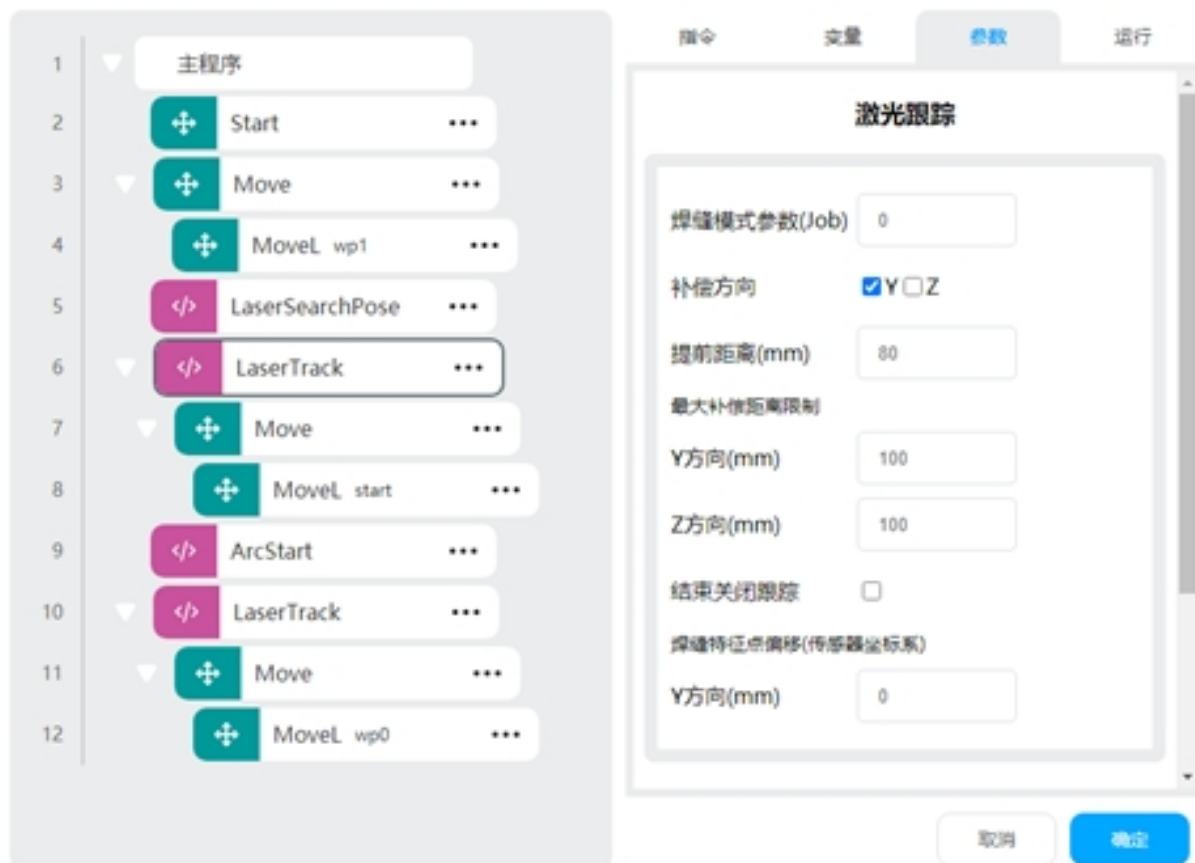 1 主程序
2 Start •••
3 Move •••
4 MoveL wp1 •••
5 </> LaserSearchPose •••
6 </> LaserTrack •••
7 Move •••
8 MoveL start •••
9 </> ArcStart •••
10 </> LaserTrack •••
11 Move •••
12 MoveL wp0 •••
指令 变量 参数 运行
激光跟踪
焊缝模式参数(Job) 0
补偿方向 Y Z
提前距离(mm) 80
最大补偿距离限制
Y方向(mm) 100
Z方向(mm) 100
结束关闭跟踪
焊缝特征点偏移(传感器坐标系)
Y方向(mm) 0
取消 确定